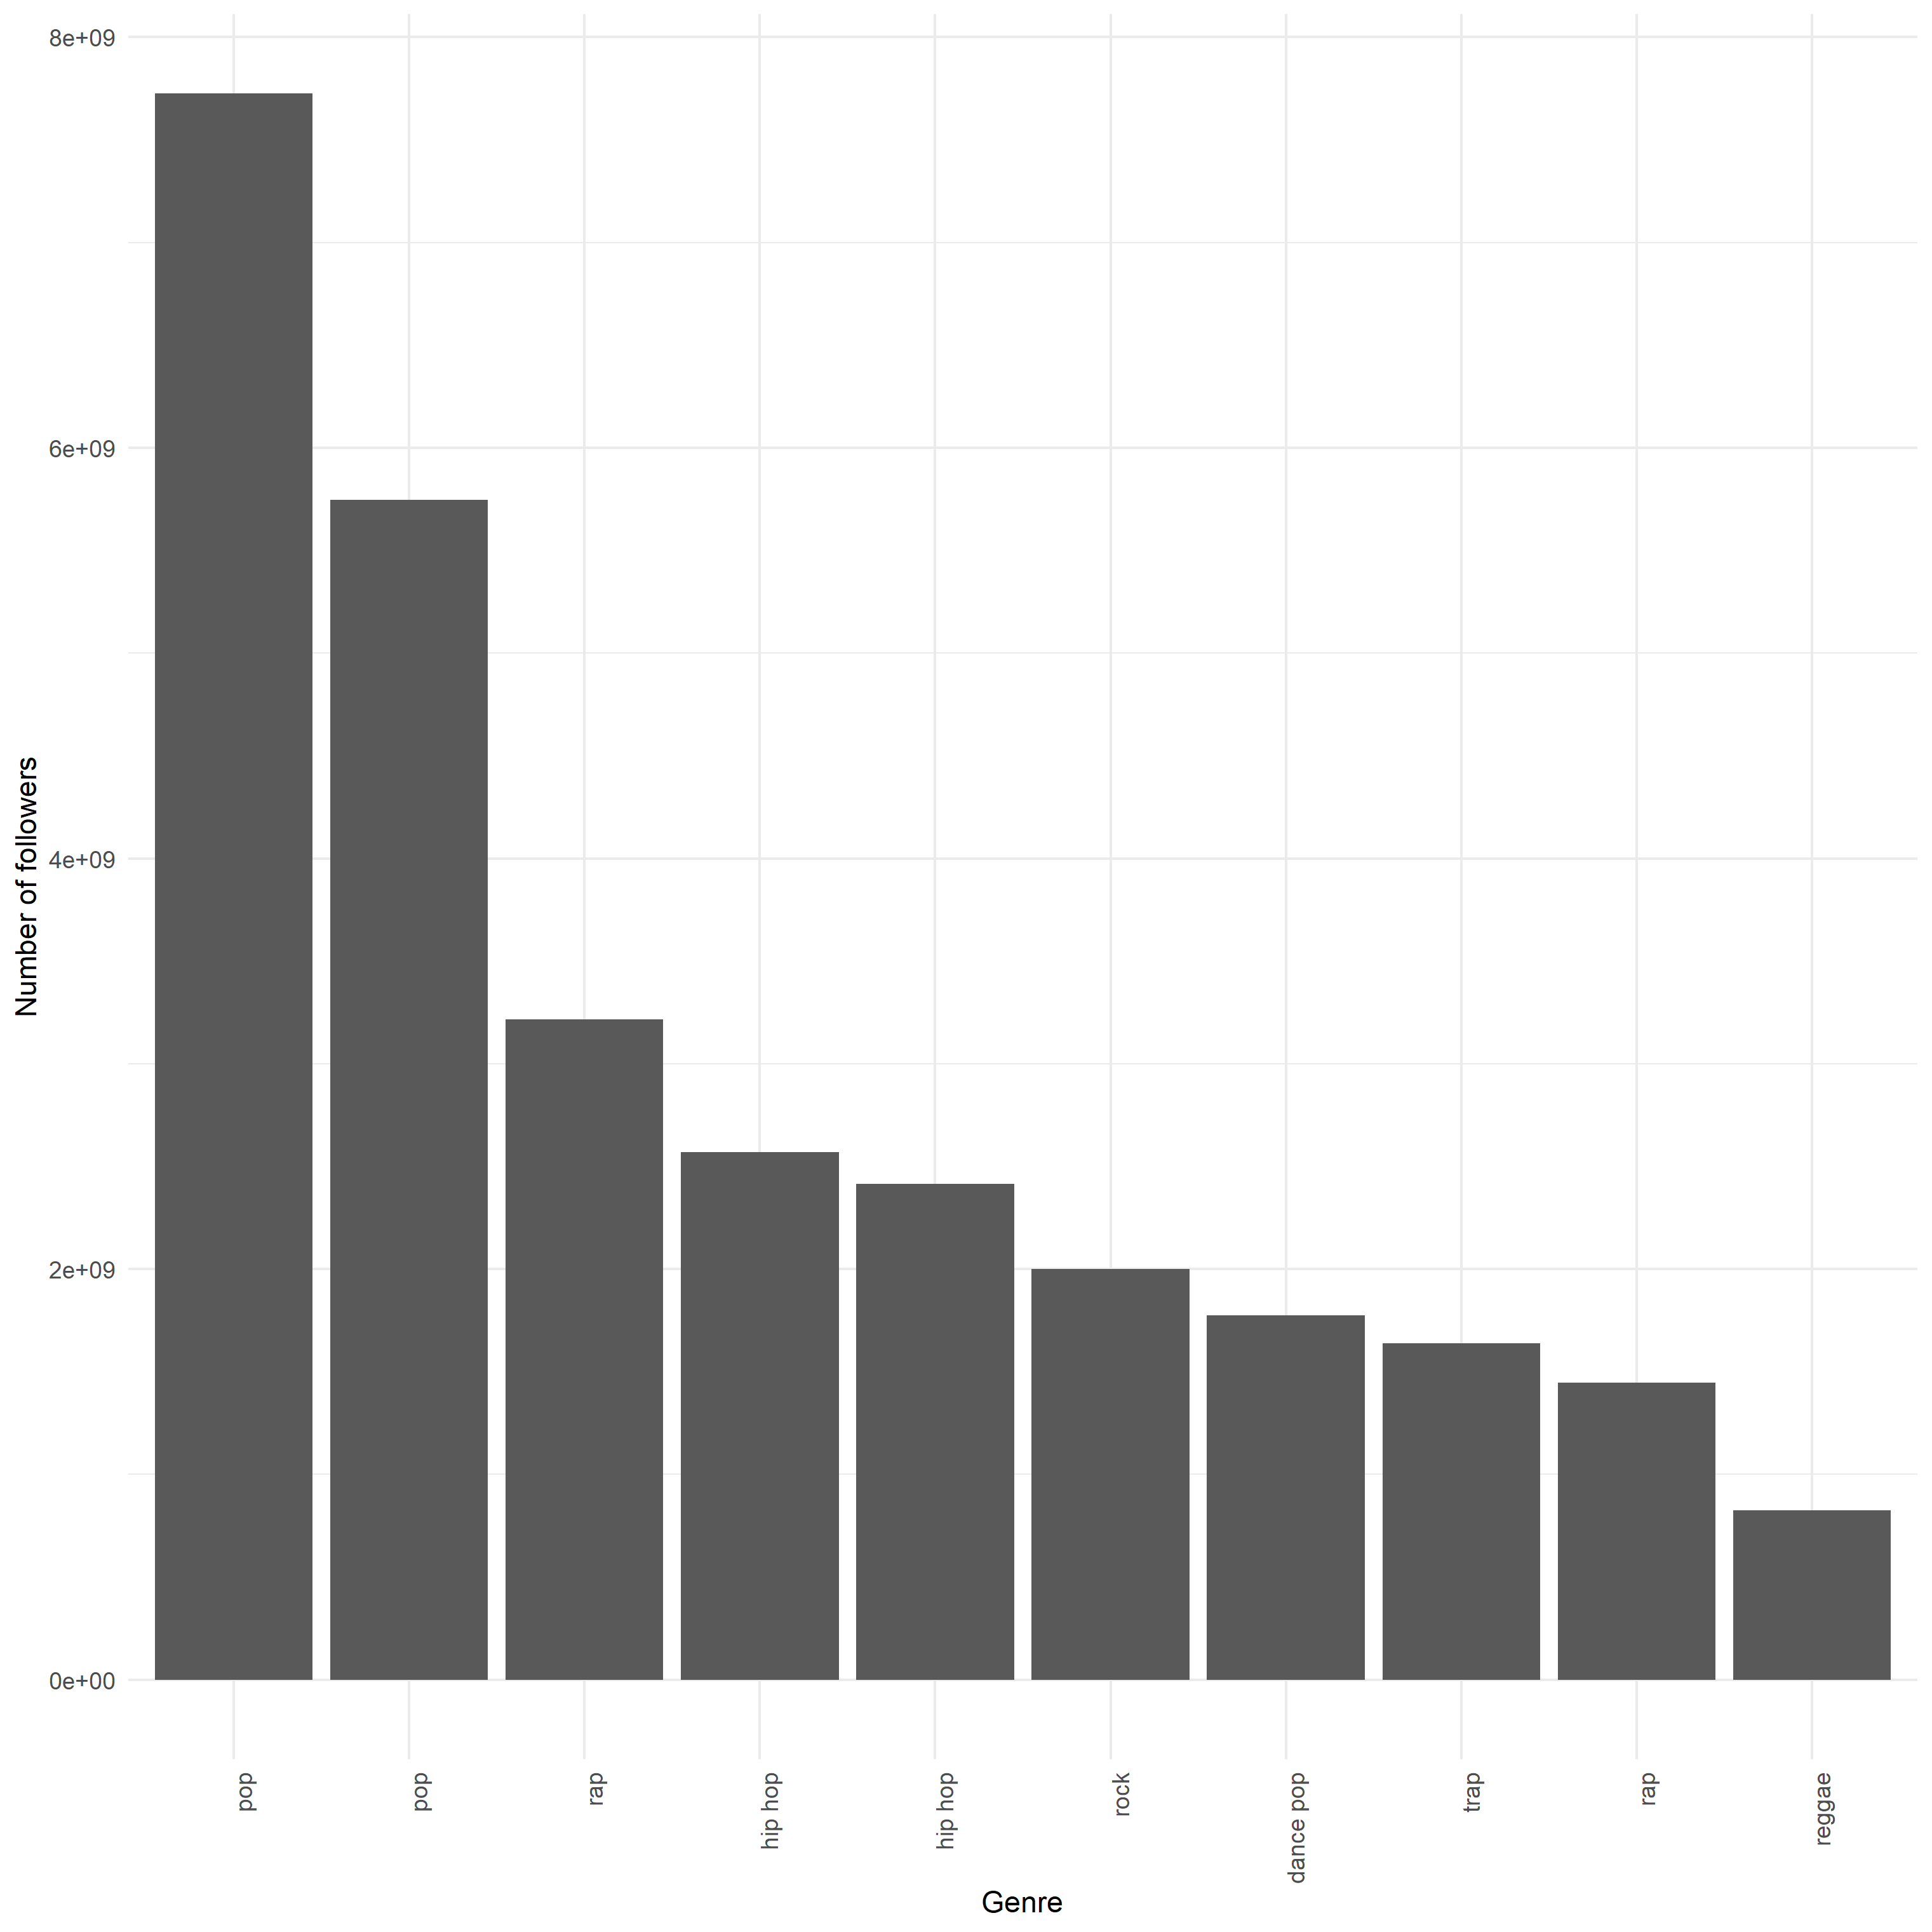 8e+09
6e+09
4e+09
2e+09
0e+00
Number of followers
pop
pop
rap
hip hop
hip hop
rock
dance pop
trap
rap
reggae
Genre